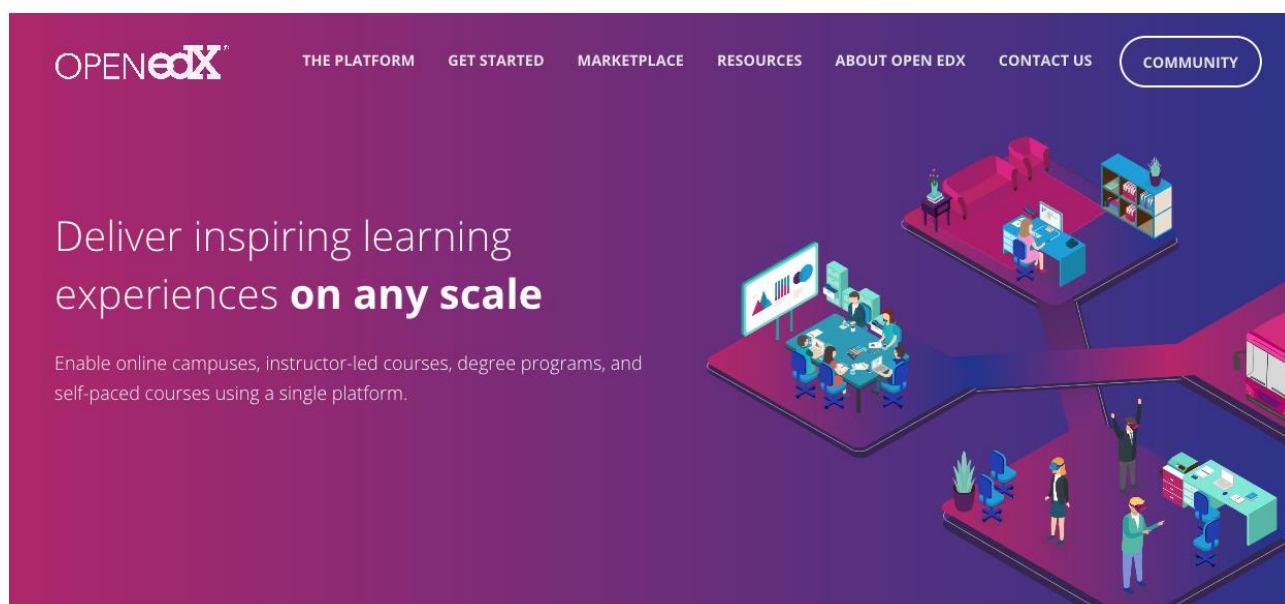 OPENedX®
THE PLATFORM GET STARTED MARKETPLACE RESOURCES ABOUT OPEN EDX CONTACT US COMMUNITY
Deliver inspiring learning
experiences on any scale
Enable online campuses, instructor-led courses, degree programs, and
self-paced courses using a single platform.